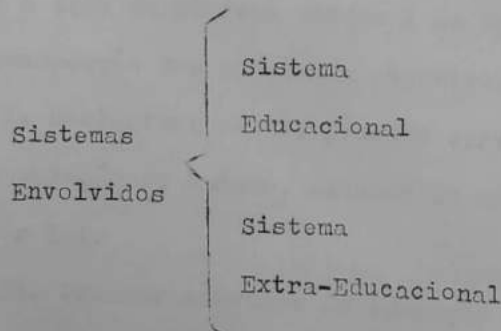 Sistemas
Envolvidos
Sistema
Educacional
Sistema
Extra-Educacional